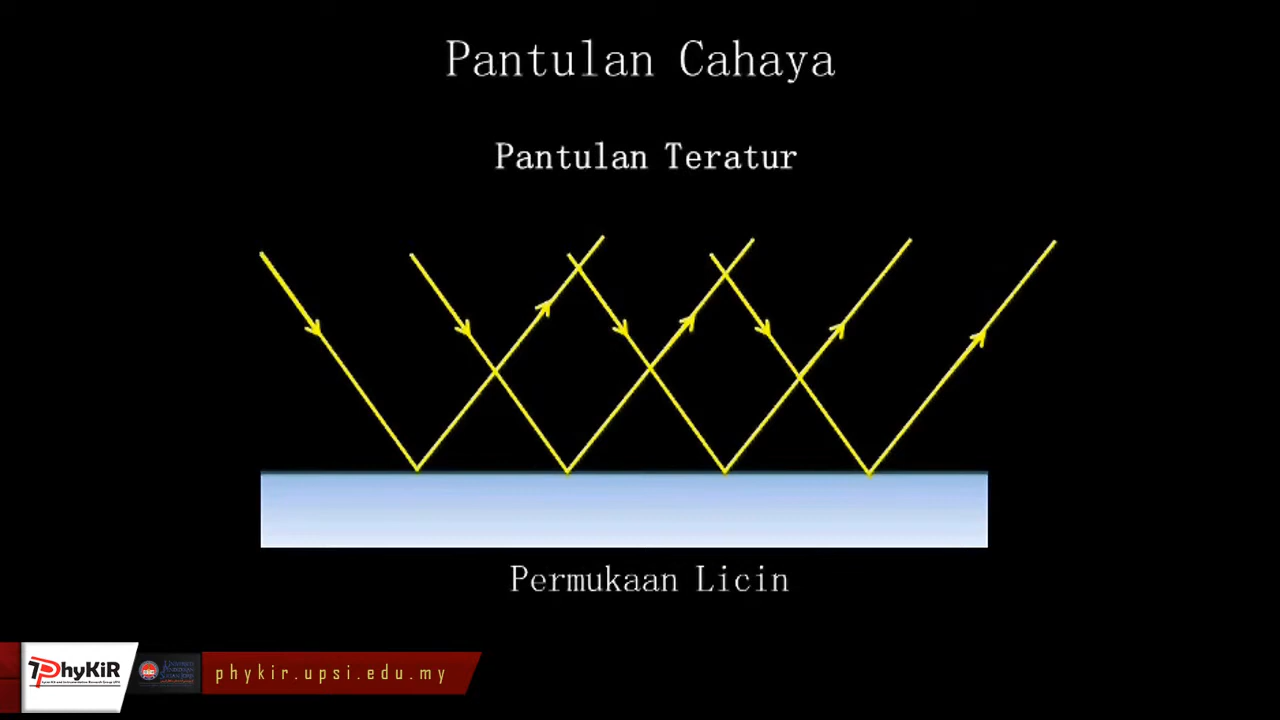 Pantulan Cahaya
Pantulan Teratur
Permukaan Licin
PhyKiR
phykir.upsi.edu.my